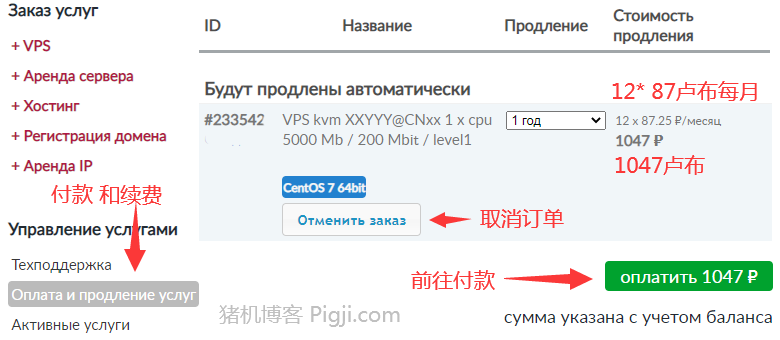 Заказ услуг
+ VPS
+ Аренда сервера
+ Хостинг
+ Регистрация домена
+ Аренда IP
付款 和续费
Управление услугами
Техподдержка
Оплата и продление услуг
Активные услуги
ID Название Продление Стоимость
продления
Будут продлены автоматически
12* 87卢布每月
#233542 VPS kvm XXYYY@CNxx 1 x cpu 1 год 12 x 87.25 ₽/месяц
5000 Mb / 200 Mbit / level1 1047 ₽
1047卢布
CentOS 7 64bit
Отменить заказ 取消订单
前往付款 оплатить 1047 ₽
猪机博客 Pigji.com
сумма указана с учетом баланса